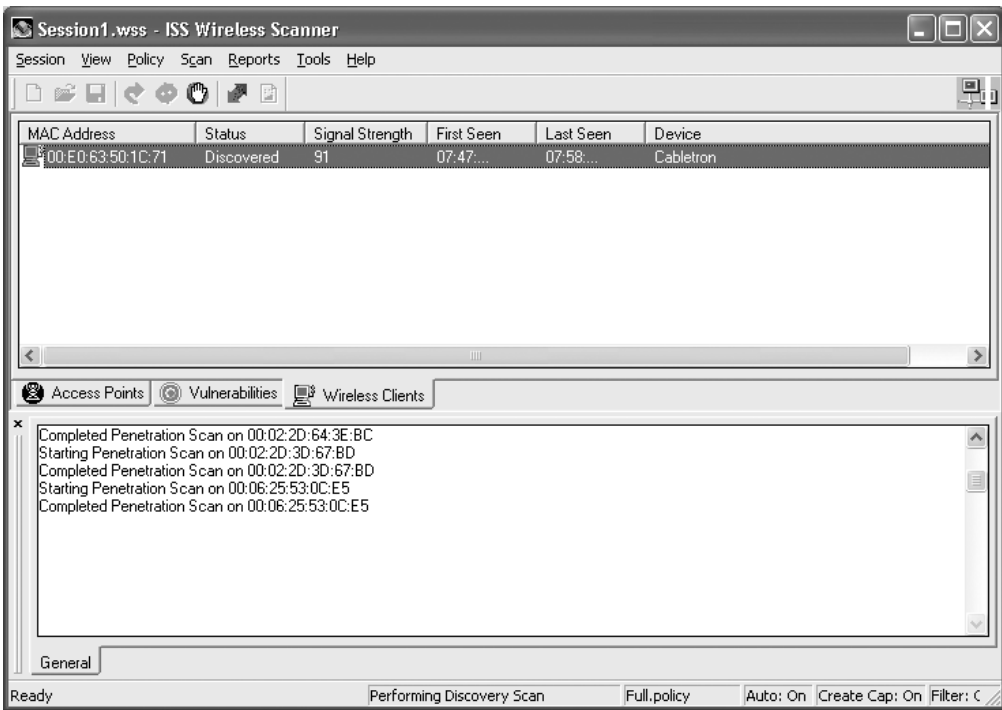 Session1.wss - ISS Wireless Scanner
Session View Policy Scan Reports Tools Help
MAC Address Status Signal Strength First Seen Last Seen Device
00:E0:63:50:1C:71 Discovered 91 07:47:... 07:58:... Cabletron
Access Points Vulnerabilities Wireless Clients
Completed Penetration Scan on 00:02:2D:64:3E:BC
Starting Penetration Scan on 00:02:2D:3D:67:BD
Completed Penetration Scan on 00:02:2D:3D:67:BD
Starting Penetration Scan on 00:06:25:53:0C:E5
Completed Penetration Scan on 00:06:25:53:0C:E5
General
Ready Performing Discovery Scan Full.policy Auto: On Create Cap: On Filter: